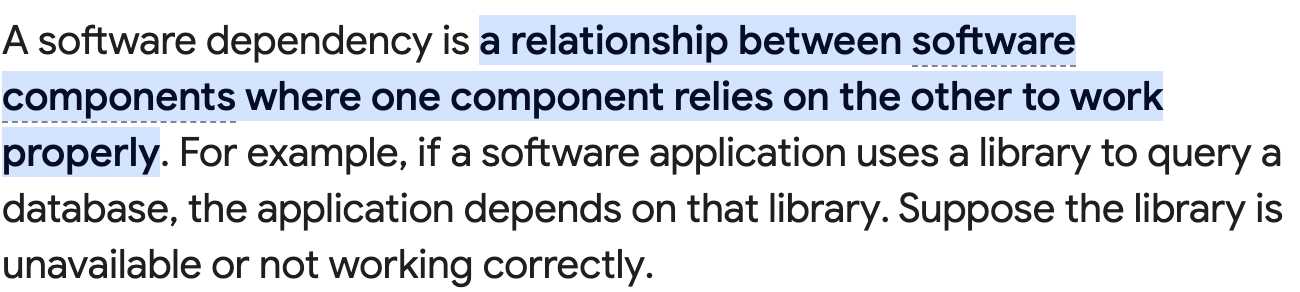 A software dependency is a relationship between software
components where one component relies on the other to work
properly. For example, if a software application uses a library to query a
database, the application depends on that library. Suppose the library is
unavailable or not working correctly.